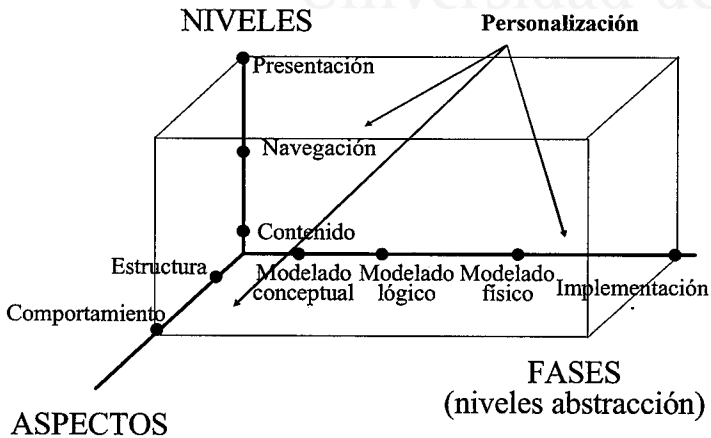 NIVELES
Personalización
Presentación
Navegación
Contenido
Estructura
Modelado
conceptual
Modelado
lógico
Modelado
físico
Implementación
Comportamiento
FASES
(niveles abstracción)
ASPECTOS